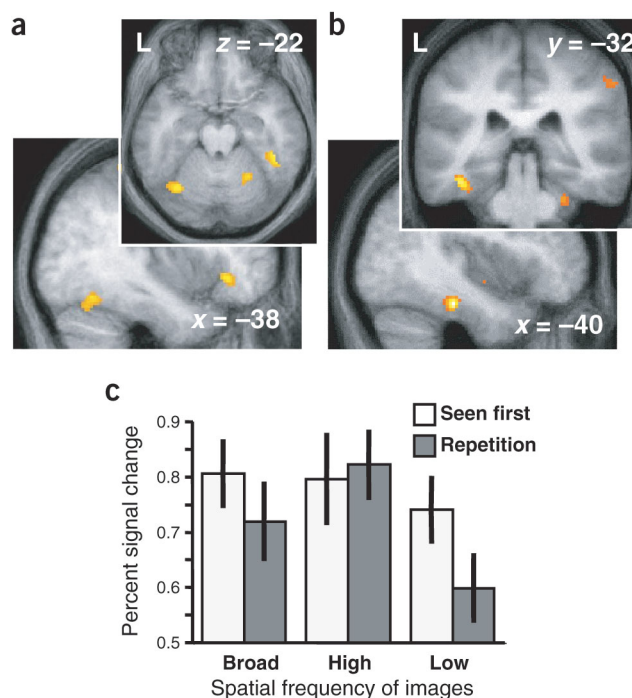 a
L z = –22
x = –38
b
L y = –32
x = –40
c
Seen first
Repetition
Percent signal change
0.9
0.8
0.7
0.6
0.5
Broad High Low
Spatial frequency of images